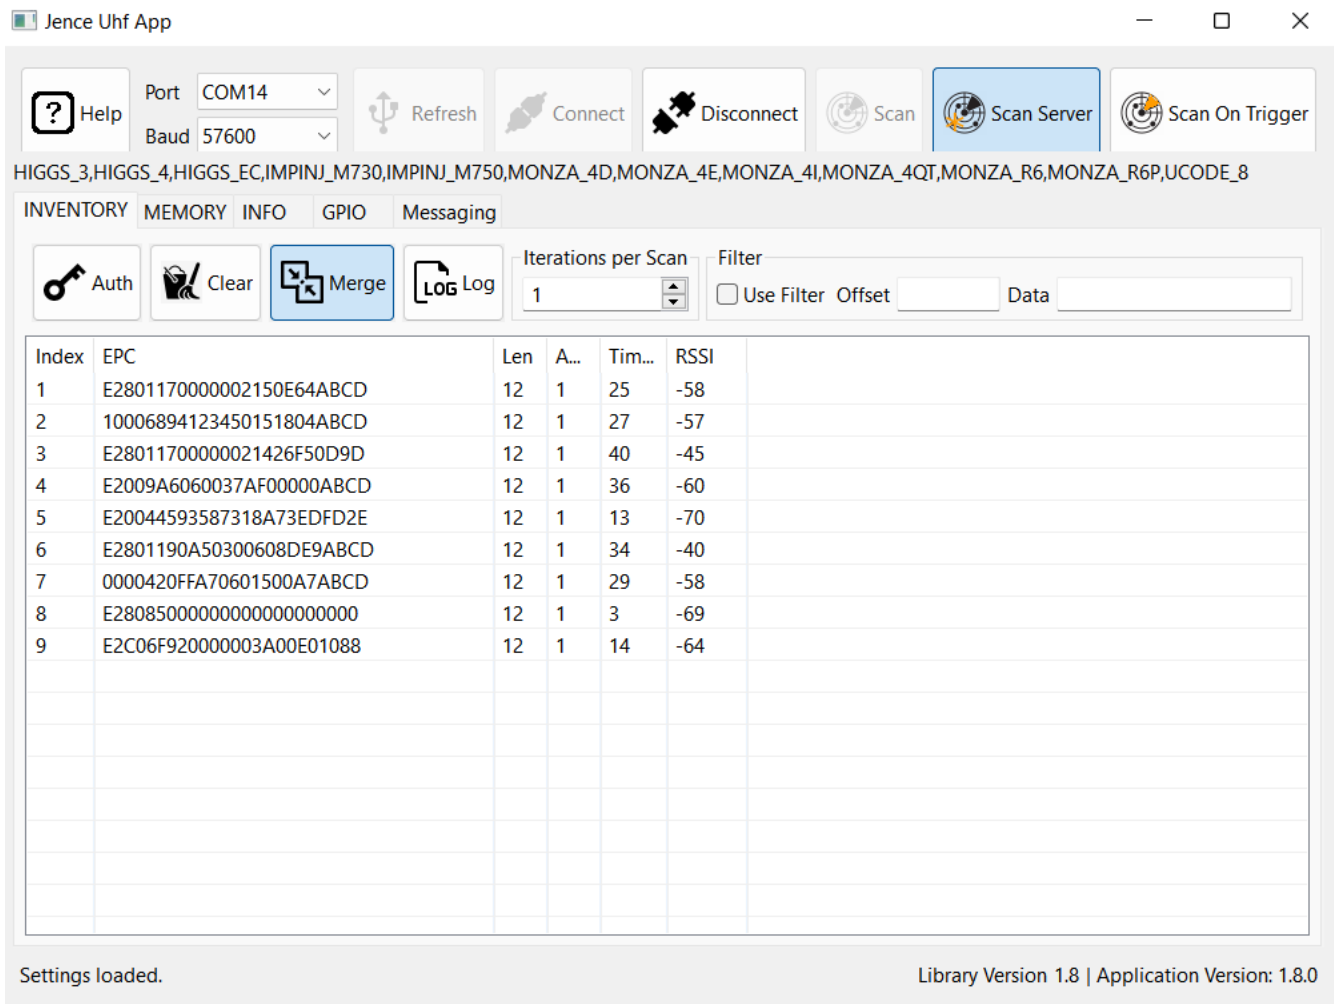 Jence Uhf App
Help Port COM14 Refresh Connect Disconnect Scan Scan Server Scan On Trigger
Baud 57600
HIGGS_3,HIGGS_4,HIGGS_EC,IMPINJ_M730,IMPINJ_M750,MONZA_4D,MONZA_4E,MONZA_4I,MONZA_4QT,MONZA_R6,MONZA_R6P,UCODE_8
INVENTORY MEMORY INFO GPIO Messaging
Auth Clear Merge LOG Log
Iterations per Scan Filter
1 Use Filter Offset Data
Index EPC Len A... Tim... RSSI
1 E2801170000002150E64ABCD 12 1 25 -58
2 10006894123450151804ABCD 12 1 27 -57
3 E28011700000021426F50D9D 12 1 40 -45
4 E2009A6060037AF00000ABCD 12 1 36 -60
5 E20044593587318A73EDFD2E 12 1 13 -70
6 E2801190A50300608DE9ABCD 12 1 34 -40
7 0000420FFA70601500A7ABCD 12 1 29 -58
8 E28085000000000000000000 12 1 3 -69
9 E2C06F920000003A00E01088 12 1 14 -64
Settings loaded. Library Version 1.8 | Application Version: 1.8.0